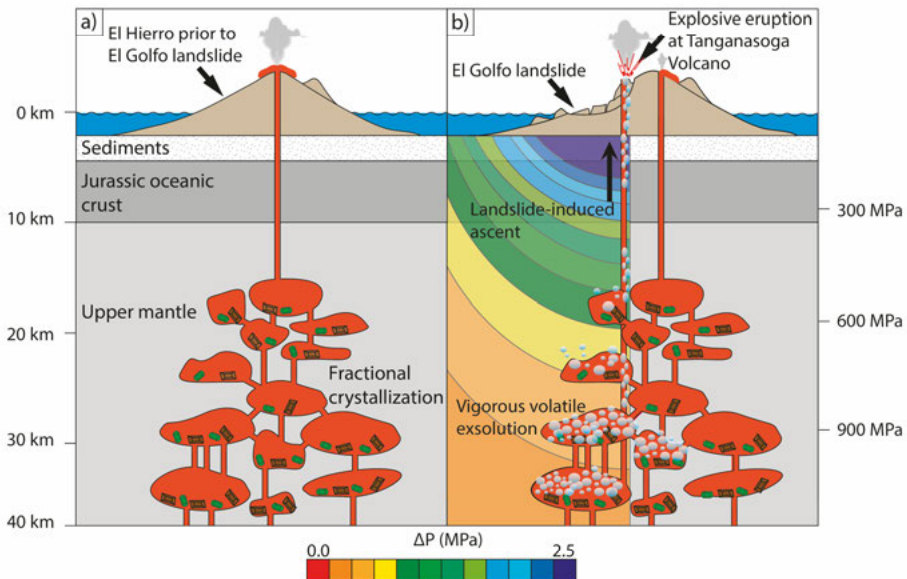 a)
El Hierro prior to
El Golfo landslide
b)
Explosive eruption
at Tanganasoga
Volcano
El Golfo landslide
0 km
Sediments
Jurassic oceanic
crust
10 km
Landslide-induced
ascent
300 MPa
Upper mantle
20 km
600 MPa
Fractional
crystallization
Vigorous volatile
exsolution
30 km
900 MPa
40 km
ΔP (MPa)
0.0
2.5